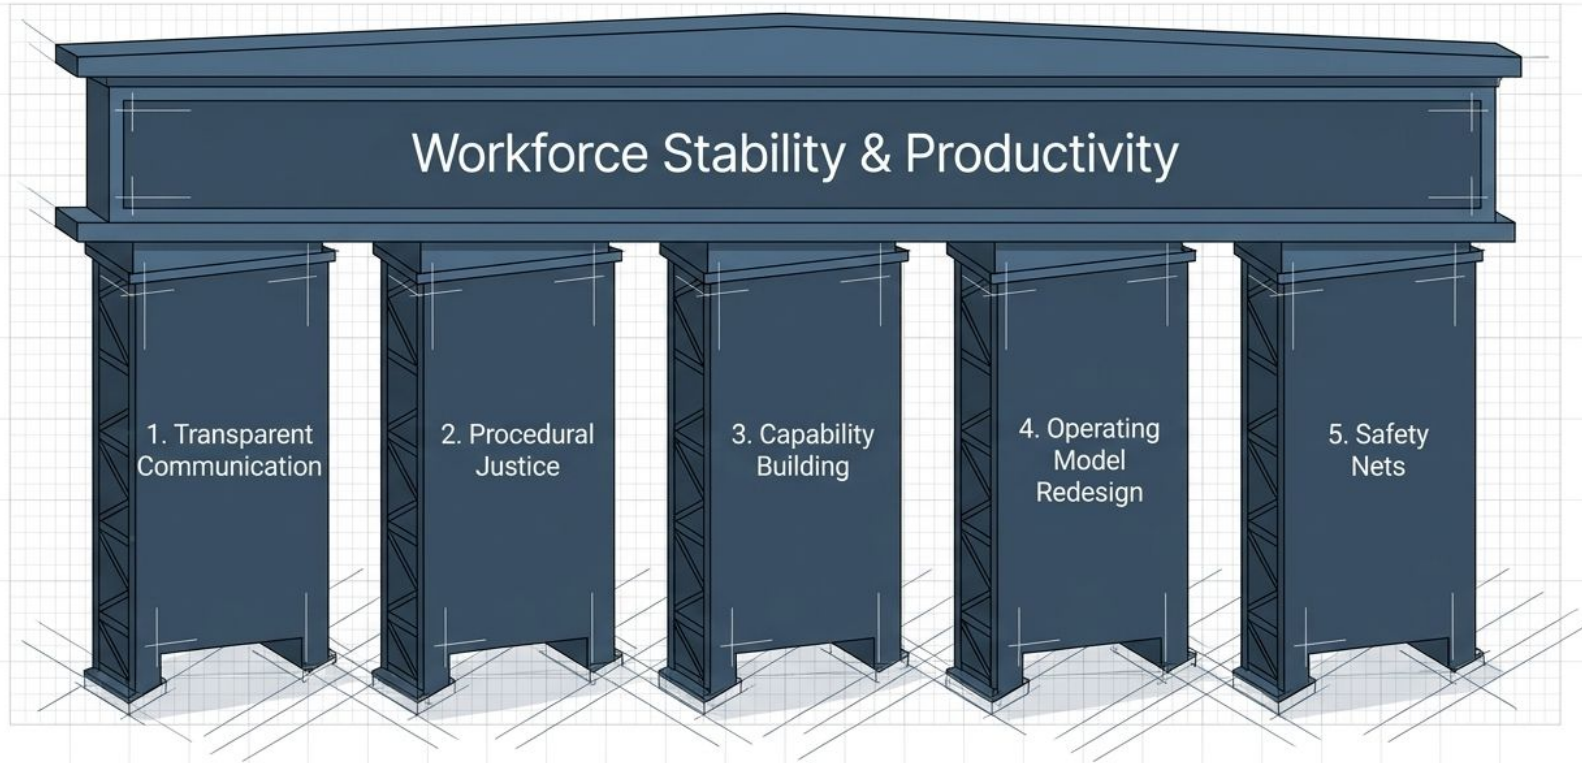 Workforce Stability & Productivity
1. Transparent
Communication
2. Procedural
Justice
3. Capability
Building
4. Operating
Model
Redesign
5. Safety
Nets